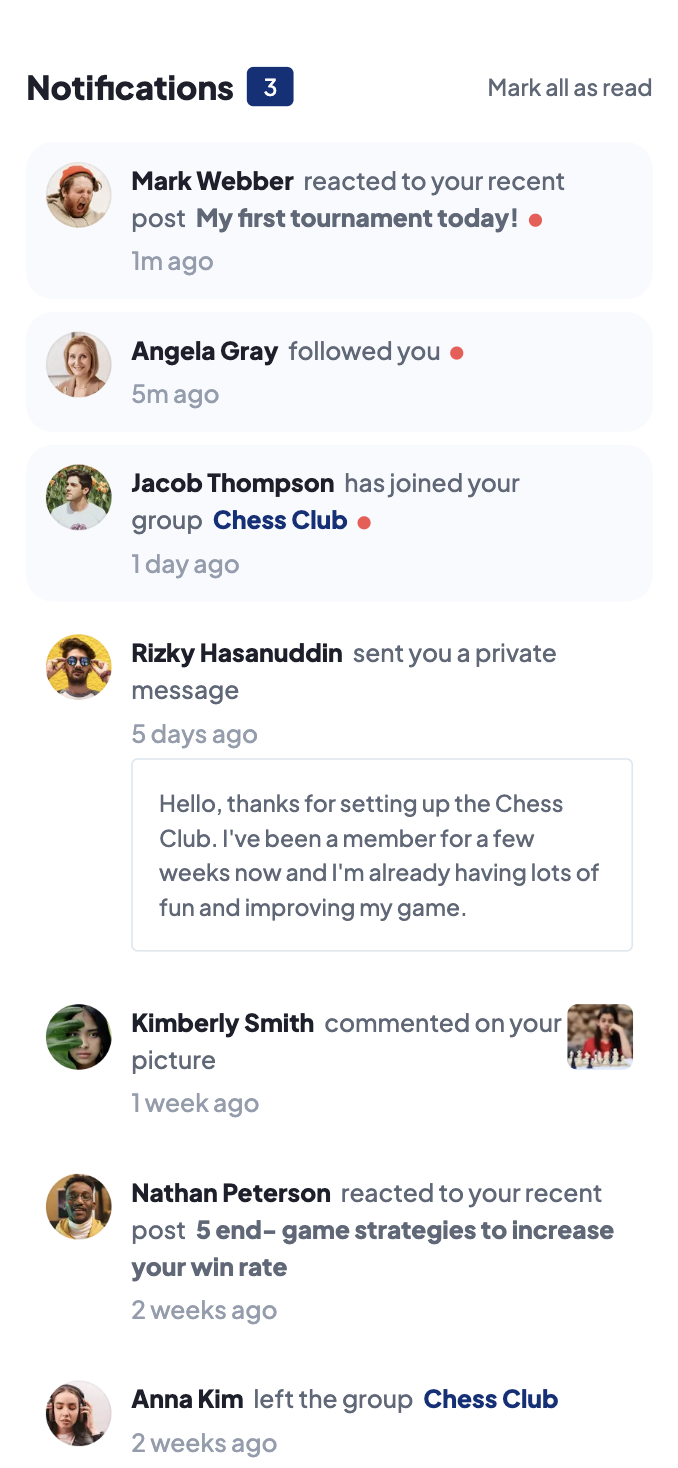 Notifications 3 Mark all as read
Mark Webber reacted to your recent
post My first tournament today!
1m ago
Angela Gray followed you
5m ago
Jacob Thompson has joined your
group Chess Club
1 day ago
Rizky Hasanuddin sent you a private
message
5 days ago
Hello, thanks for setting up the Chess
Club. I've been a member for a few
weeks now and I'm already having lots of
fun and improving my game.
Kimberly Smith commented on your
picture
1 week ago
Nathan Peterson reacted to your recent
post 5 end- game strategies to increase
your win rate
2 weeks ago
Anna Kim left the group Chess Club
2 weeks ago